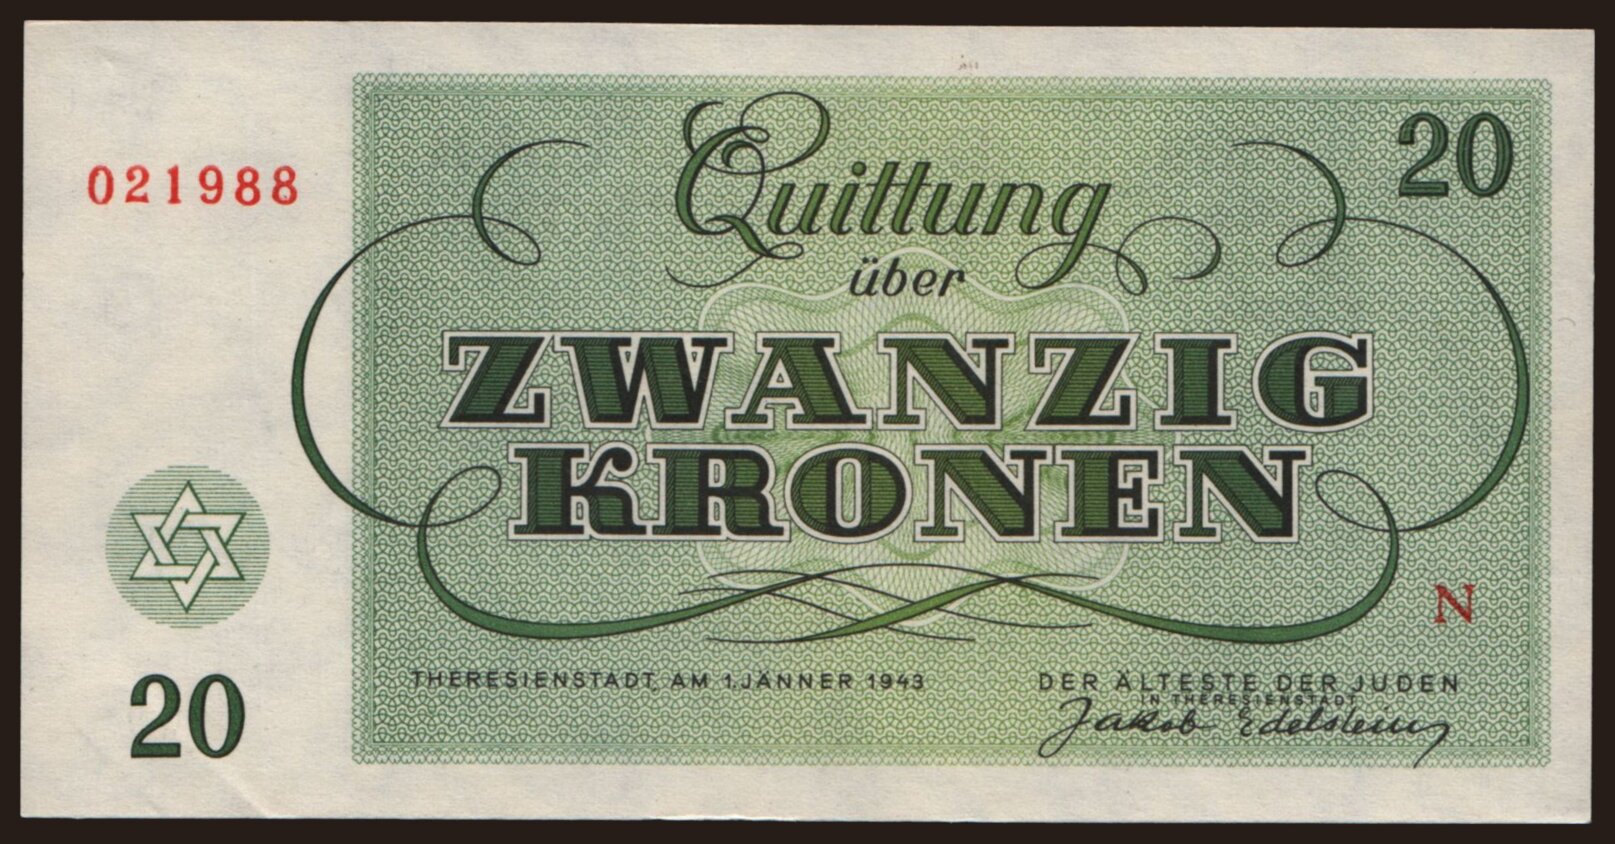 021988
20
Quittung
über
ZWANZIG
KRONEN
N
THERESIENSTADT, AM 1. JÄNNER 1943
DER ÄLTESTE DER JUDEN
IN THERESIENSTADT
Jakob Edelstein
20